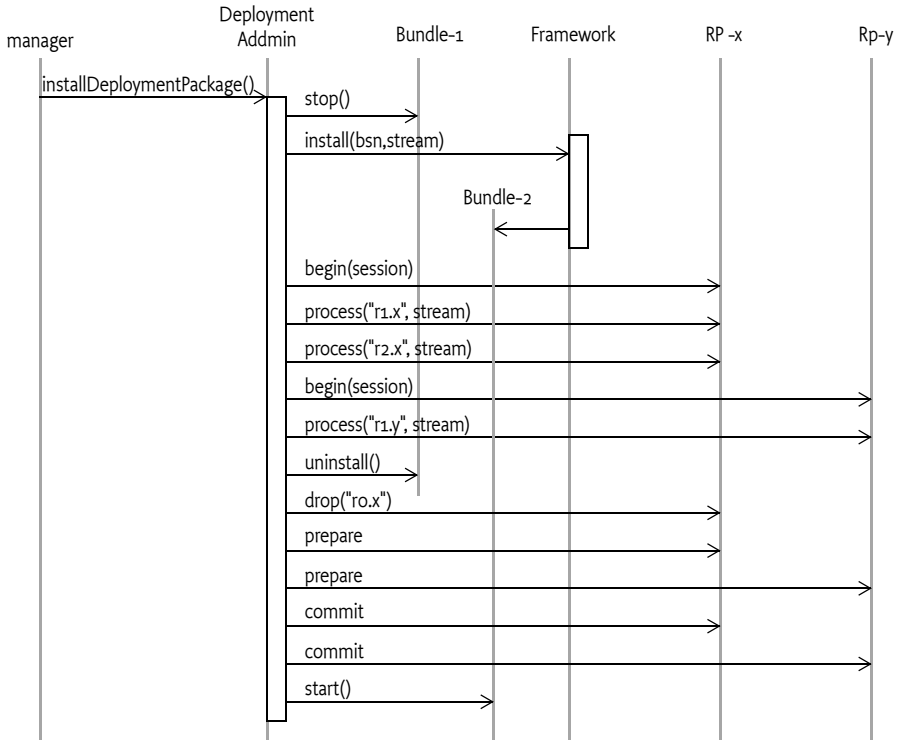 manager
Deployment
Addmin
Bundle-1
Framework
RP -x
Rp-y
installDeploymentPackage()
stop()
install(bsn,stream)
Bundle-2
begin(session)
process("r1.x", stream)
process("r2.x", stream)
begin(session)
process("r1.y", stream)
uninstall()
drop("r0.x")
prepare
prepare
commit
commit
start()